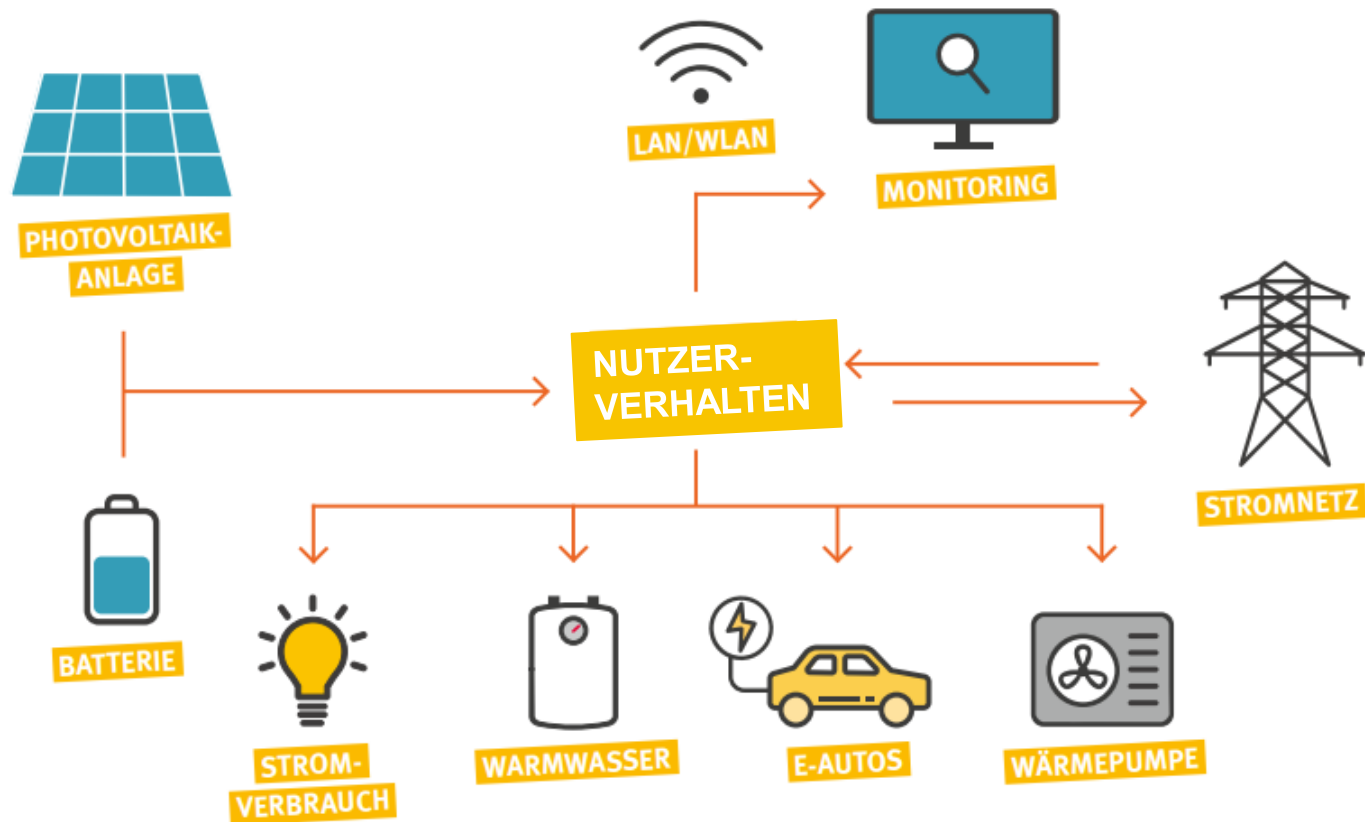 LAN/WLAN
MONITORING
PHOTOVOLTAIK-
ANLAGE
NUTZER-
VERHALTEN
STROMNETZ
BATTERIE
STROM-
VERBRAUCH
WARMWASSER
E-AUTOS
WÄRMEPUMPE